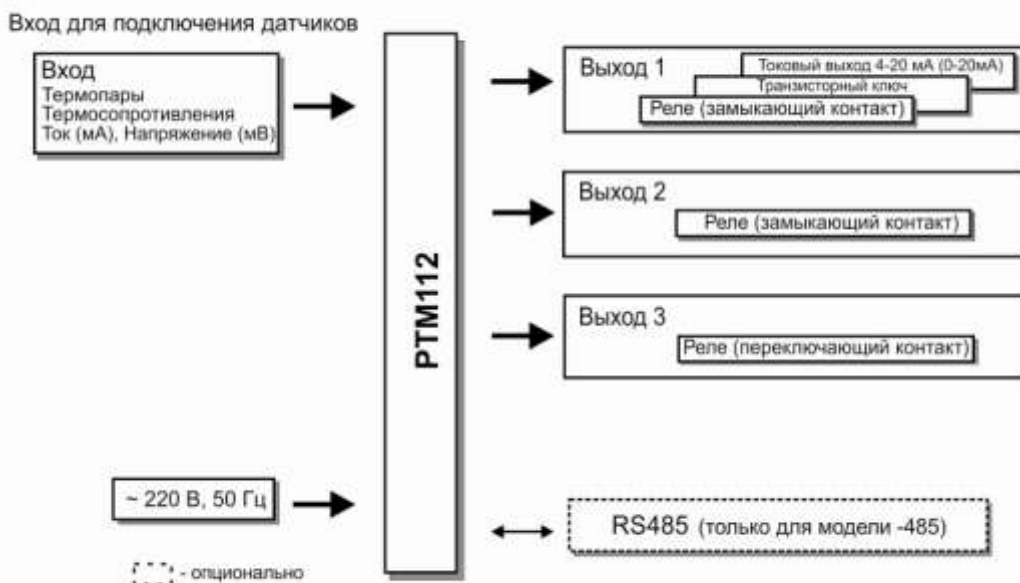 Вход для подключения датчиков
Вход
Термопары
Термосопротивления
Ток (мА), Напряжение (мВ)
~ 220 В, 50 Гц
- опционально
РТМ112
Выход 1
Токовый выход 4-20 мА (0-20мА)
Транзисторный ключ
Реле (замыкающий контакт)
Выход 2
Реле (замыкающий контакт)
Выход 3
Реле (переключающий контакт)
RS485 (только для модели -485)